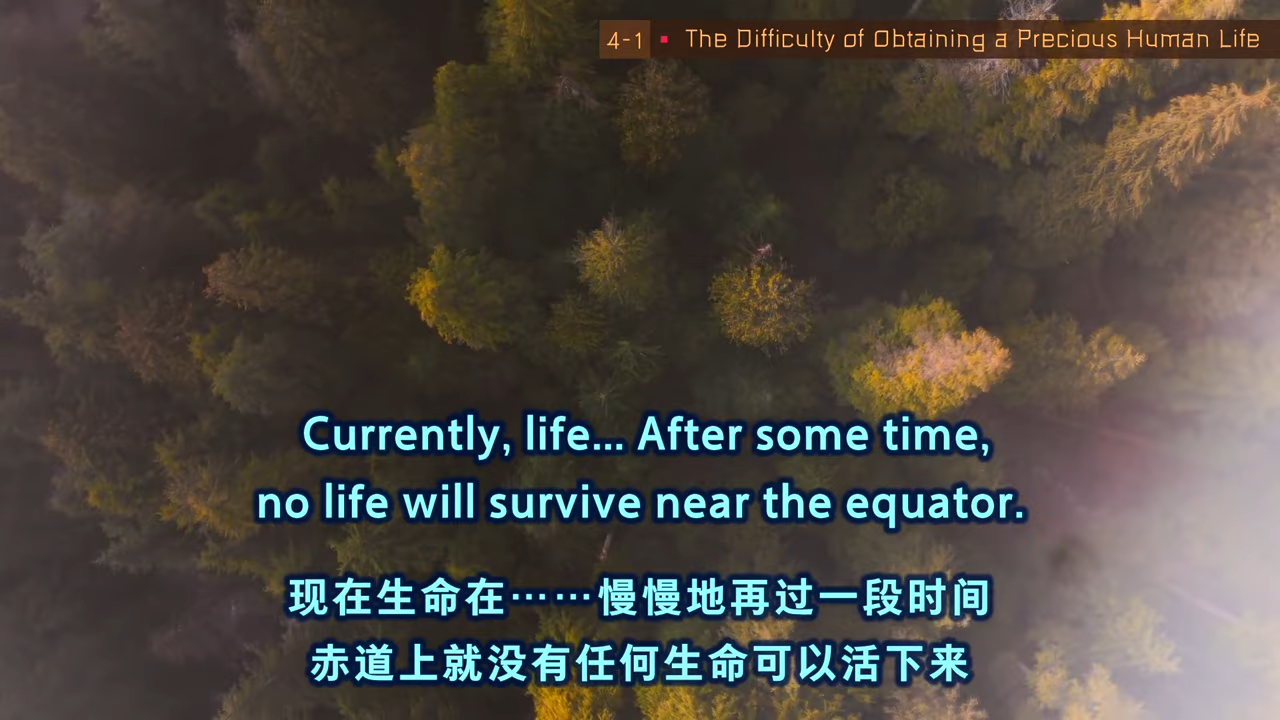 4-1 ▪ The Difficulty of Obtaining a Precious Human Life
Currently, life... After some time,
no life will survive near the equator.
现在生命在……慢慢地再过一段时间
赤道上就没有任何生命可以活下来